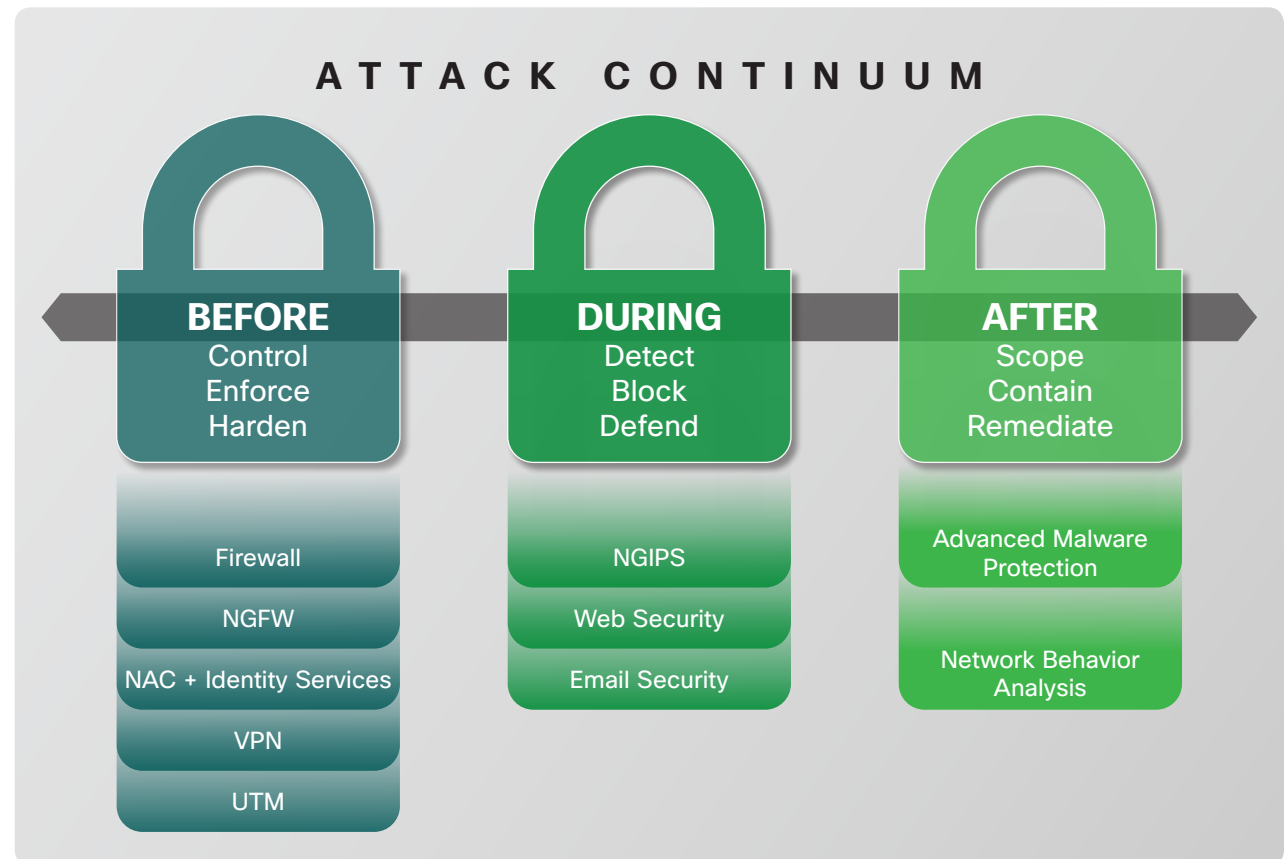 ATTACK CONTINUUM
BEFORE
Control
Enforce
Harden
Firewall
NGFW
NAC + Identity Services
VPN
UTM
DURING
Detect
Block
Defend
NGIPS
Web Security
Email Security
AFTER
Scope
Contain
Remediate
Advanced Malware
Protection
Network Behavior
Analysis